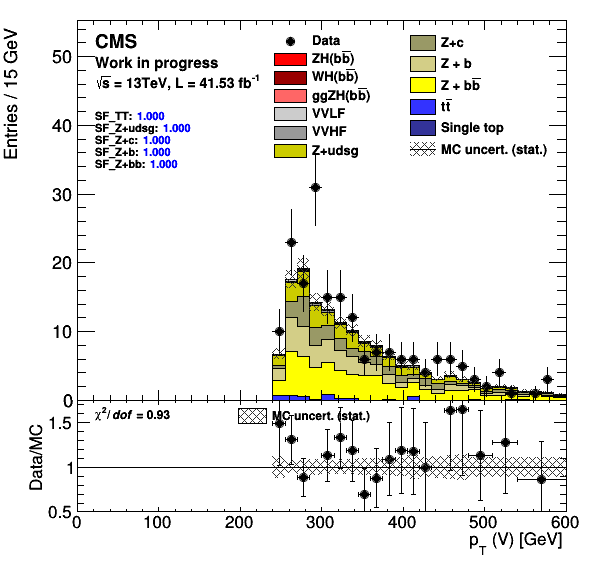 CMS
Work in progress
√s = 13TeV, L = 41.53 fb⁻¹
SF_TT: 1.000
SF_Z+udsg: 1.000
SF_Z+c: 1.000
SF_Z+b: 1.000
SF_Z+bb: 1.000
Data
ZH(bb̅)
WH(bb̅)
ggZH(bb̅)
VVLF
VVHF
Z+udsg
Z+c
Z + b
Z + bb̅
tt̅
Single top
MC uncert. (stat.)
Entries / 15 GeV
50
40
30
20
10
0
χ²/ dof = 0.93
MC uncert. (stat.)
Data/MC
1.5
1
0.5
0 100 200 300 400 500 600
p_T (V) [GeV]